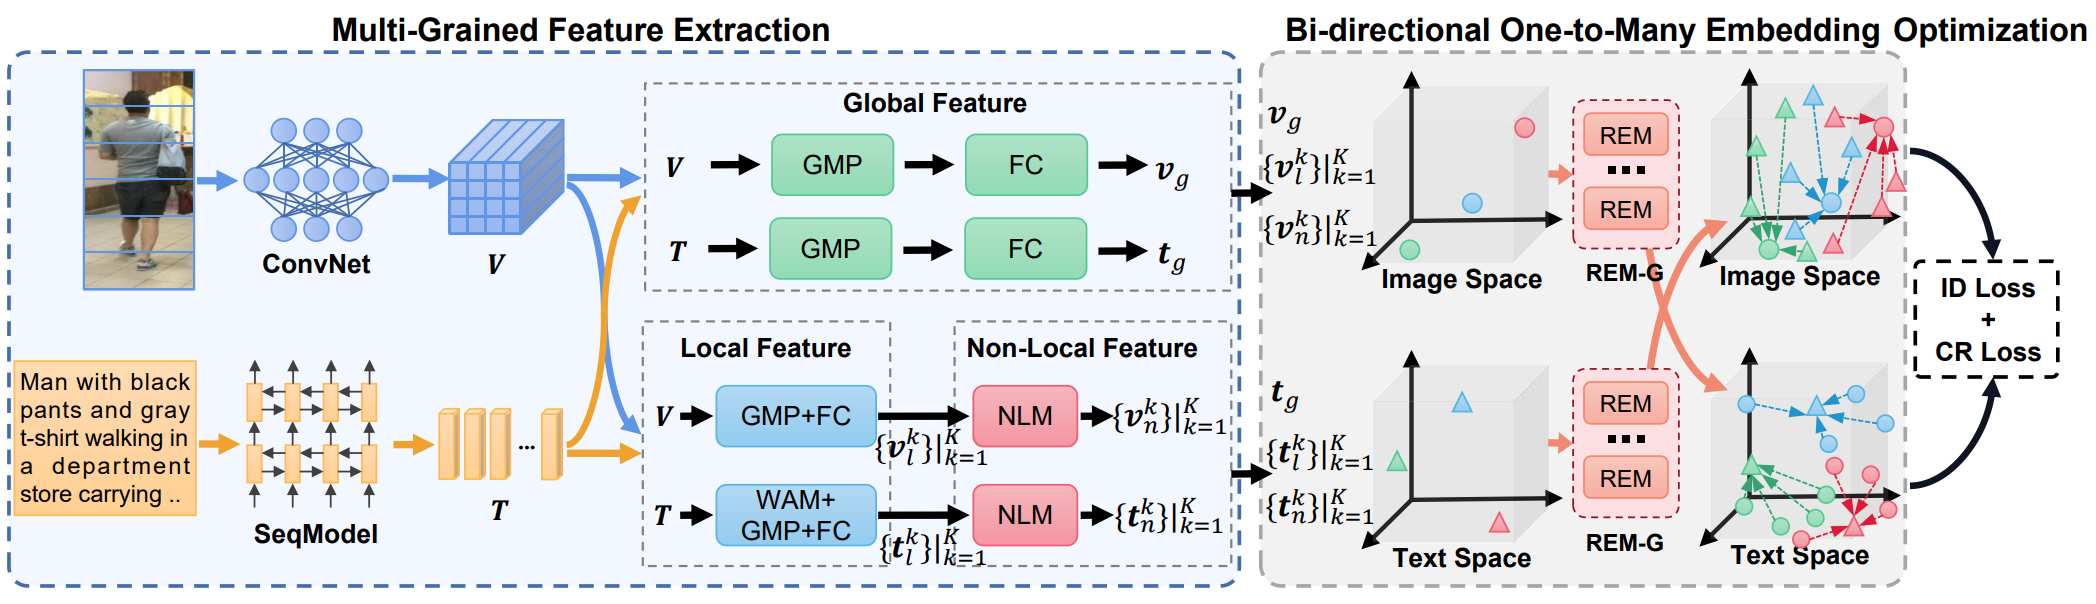 Multi-Grained Feature Extraction
Bi-directional One-to-Many Embedding Optimization
ConvNet
V
Man with black
pants and gray
t-shirt walking in
a department
store carrying ..
SeqModel
...
T
Global Feature
V GMP FC v_g
T GMP FC t_g
Local Feature
Non-Local Feature
V GMP+FC {v_l^k}|_{k=1}^K NLM {v_n^k}|_{k=1}^K
T WAM+
GMP+FC {t_l^k}|_{k=1}^K NLM {t_n^k}|_{k=1}^K
v_g
{v_l^k}|_{k=1}^K
{v_n^k}|_{k=1}^K
Image Space
REM
...
REM
REM-G
Image Space
t_g
{t_l^k}|_{k=1}^K
{t_n^k}|_{k=1}^K
Text Space
REM
...
REM
REM-G
Text Space
ID Loss
+
CR Loss